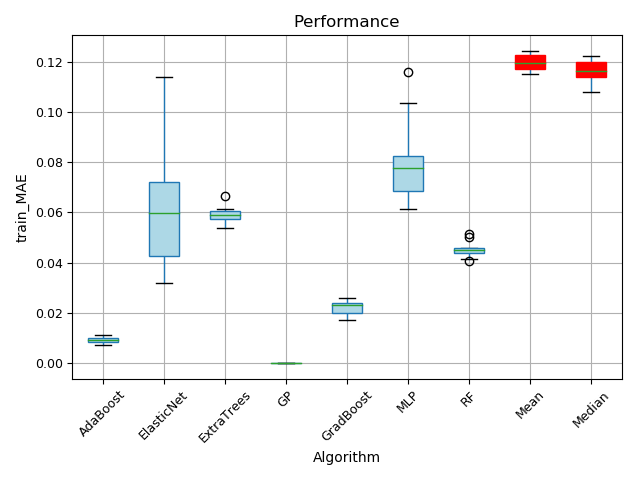 Performance
train_MAE
0.12
0.10
0.08
0.06
0.04
0.02
0.00
AdaBoost
ElasticNet
ExtraTrees
GP
GradBoost
MLP
RF
Mean
Median
Algorithm